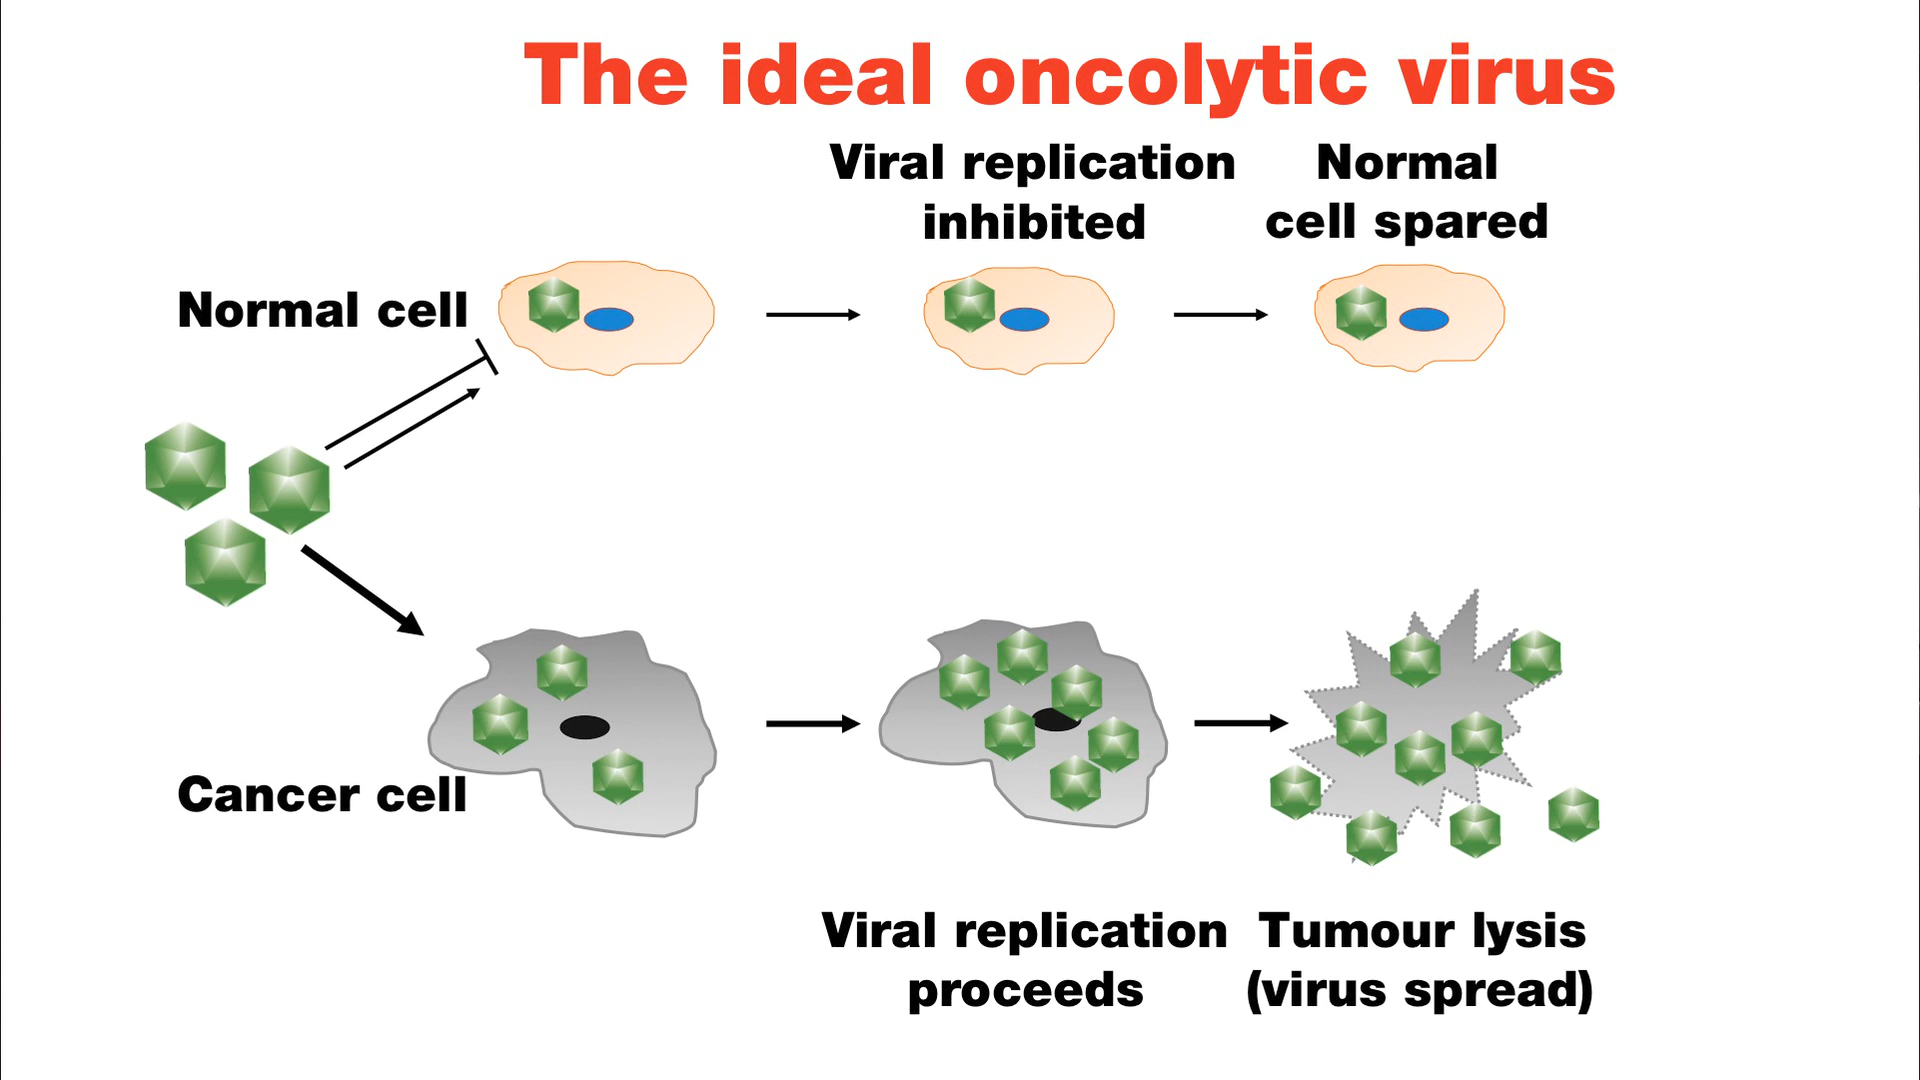 The ideal oncolytic virus
Viral replication
inhibited
Normal
cell spared
Normal cell
Cancer cell
Viral replication
proceeds
Tumour lysis
(virus spread)